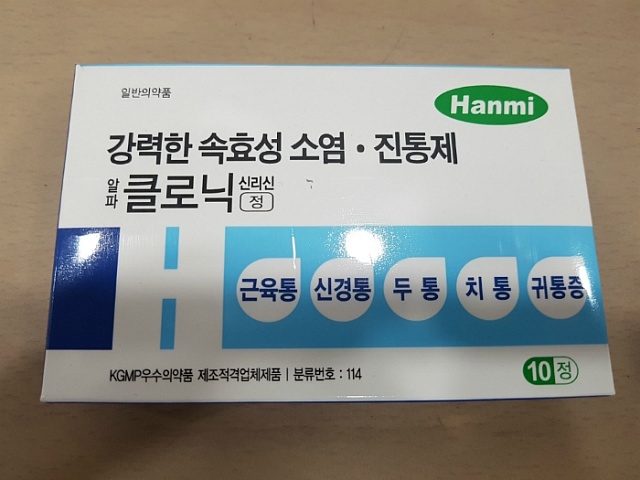 일반의약품
Hanmi
강력한 속효성 소염·진통제
알파 클로닉 신리신 정
근육통 신경통 두통 치통 귀통증
KGMP우수의약품 제조적격업체제품 | 분류번호 : 114
10정